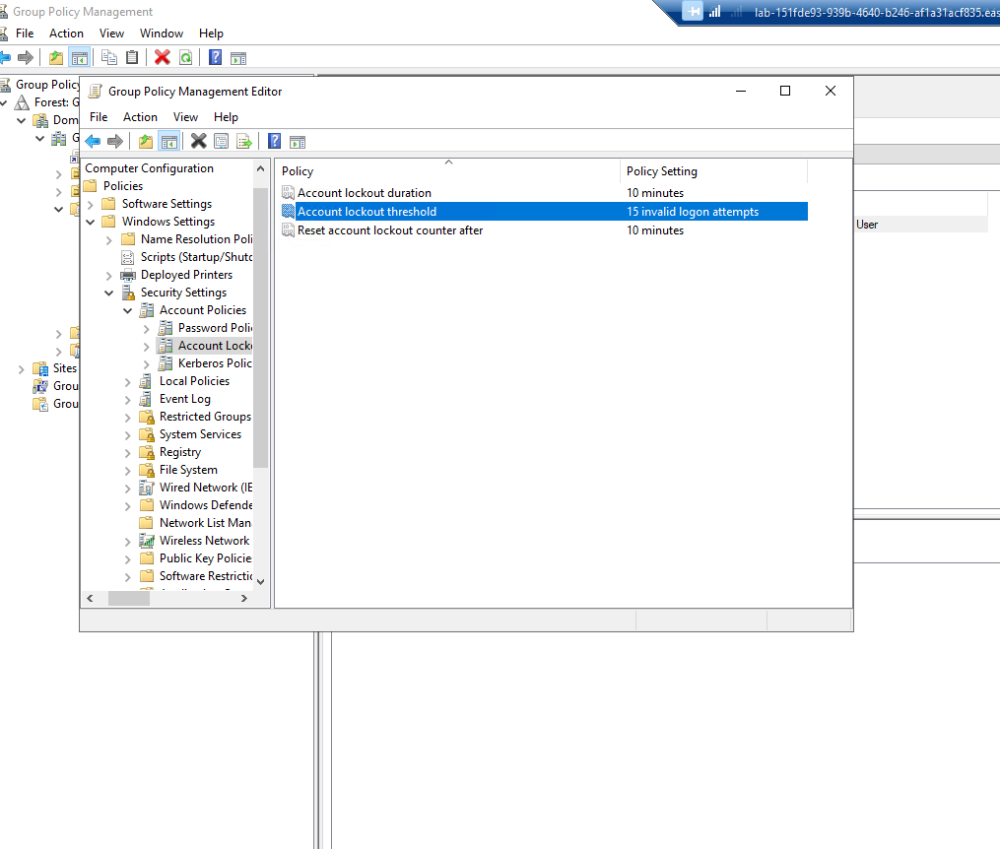 Group Policy Management
lab-151fde93-939b-4640-b246-af1a31acf835.eas
File Action View Window Help
Group Policy
Forest: G
Dom
G
Sites
Grou
Grou
User
Group Policy Management Editor
File Action View Help
Computer Configuration
Policies
Software Settings
Windows Settings
Name Resolution Poli
Scripts (Startup/Shutd
Deployed Printers
Security Settings
Account Policies
Password Poli
Account Locko
Kerberos Polic
Local Policies
Event Log
Restricted Groups
System Services
Registry
File System
Wired Network (IE
Windows Defende
Network List Man
Wireless Network
Public Key Policie
Software Restrictio
Policy Policy Setting
Account lockout duration 10 minutes
Account lockout threshold 15 invalid logon attempts
Reset account lockout counter after 10 minutes